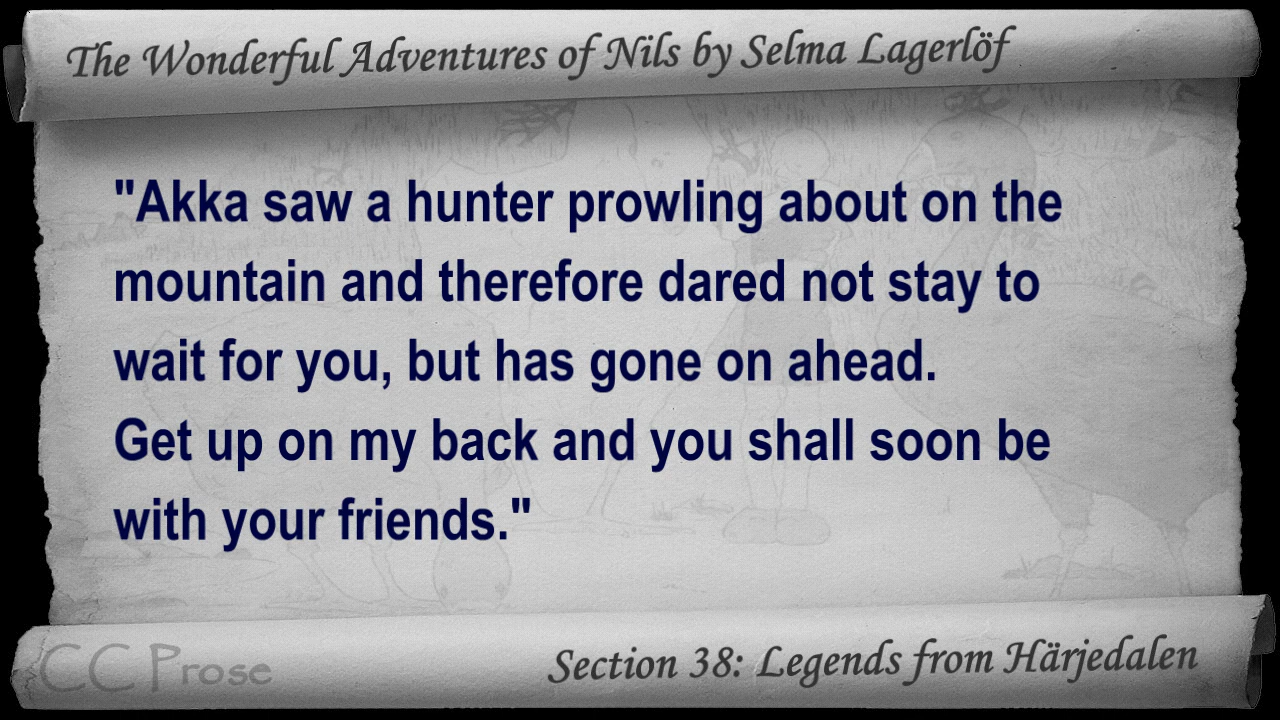 The Wonderful Adventures of Nils by Selma Lagerlöf
"Akka saw a hunter prowling about on the
mountain and therefore dared not stay to
wait for you, but has gone on ahead.
Get up on my back and you shall soon be
with your friends."
CC Prose
Section 38: Legends from Härjedalen